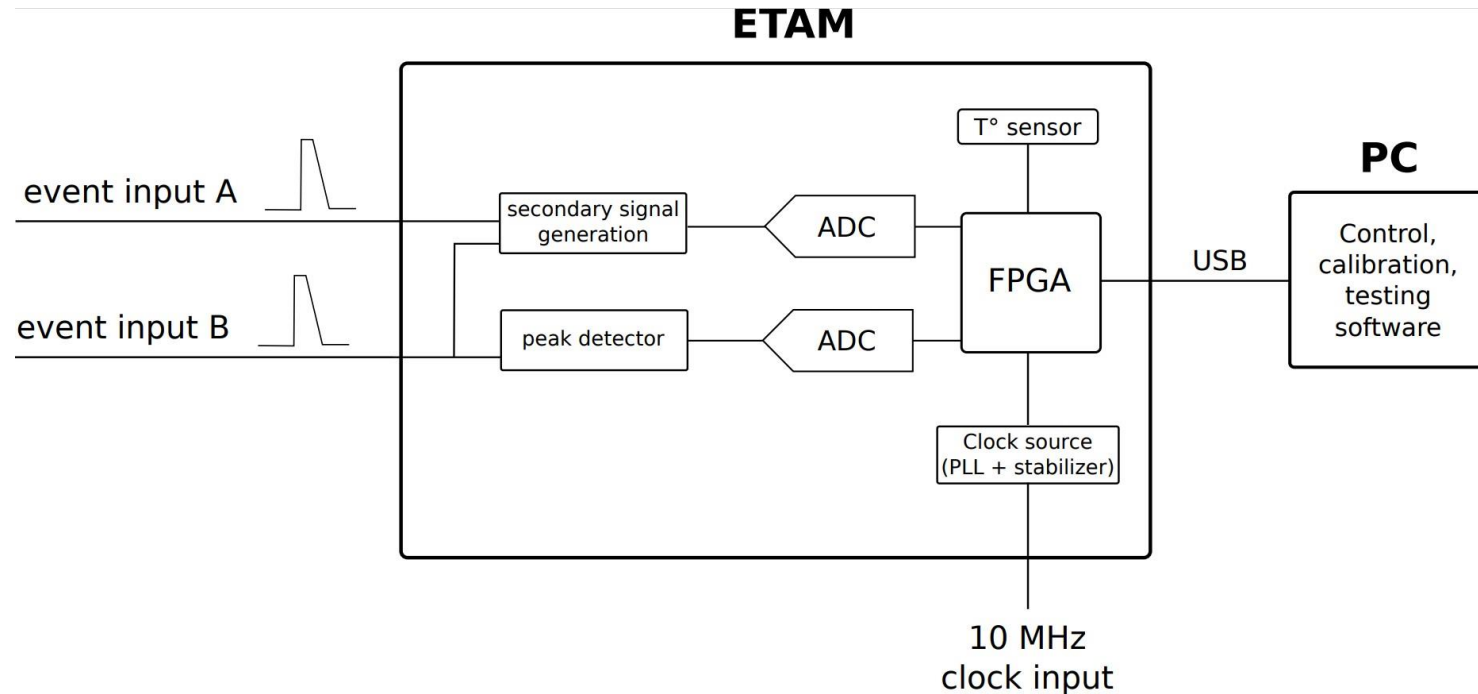 ETAM
T° sensor
PC
event input A
secondary signal
generation
ADC
FPGA
USB
Control,
calibration,
testing
software
event input B
peak detector
ADC
Clock source
(PLL + stabilizer)
10 MHz
clock input